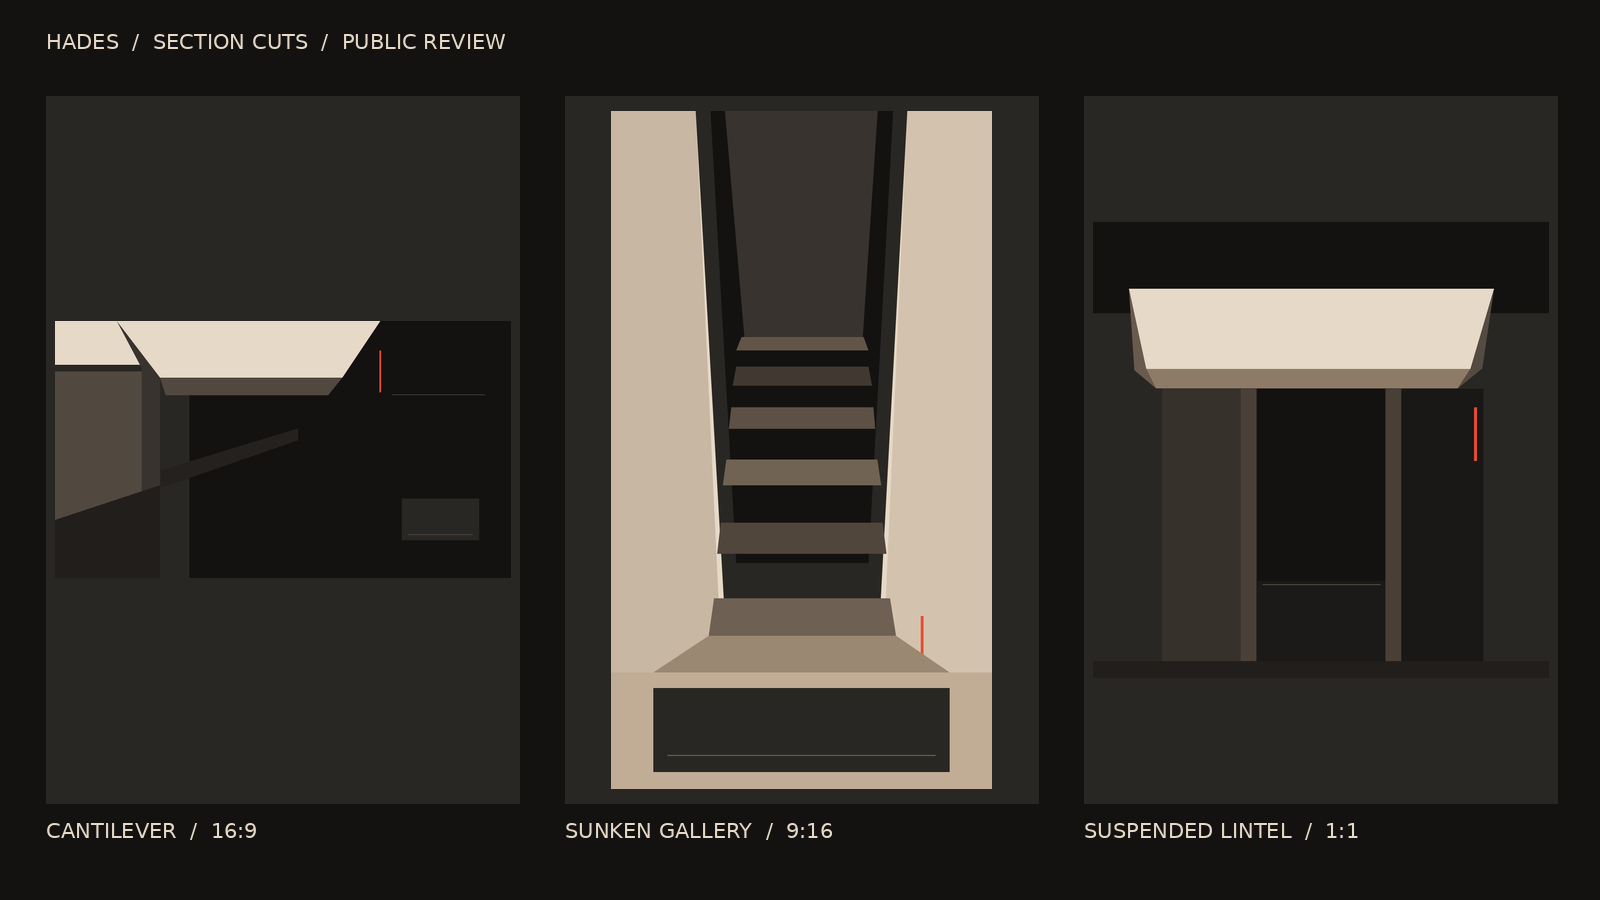 HADES / SECTION CUTS / PUBLIC REVIEW
CANTILEVER / 16:9
SUNKEN GALLERY / 9:16
SUSPENDED LINTEL / 1:1